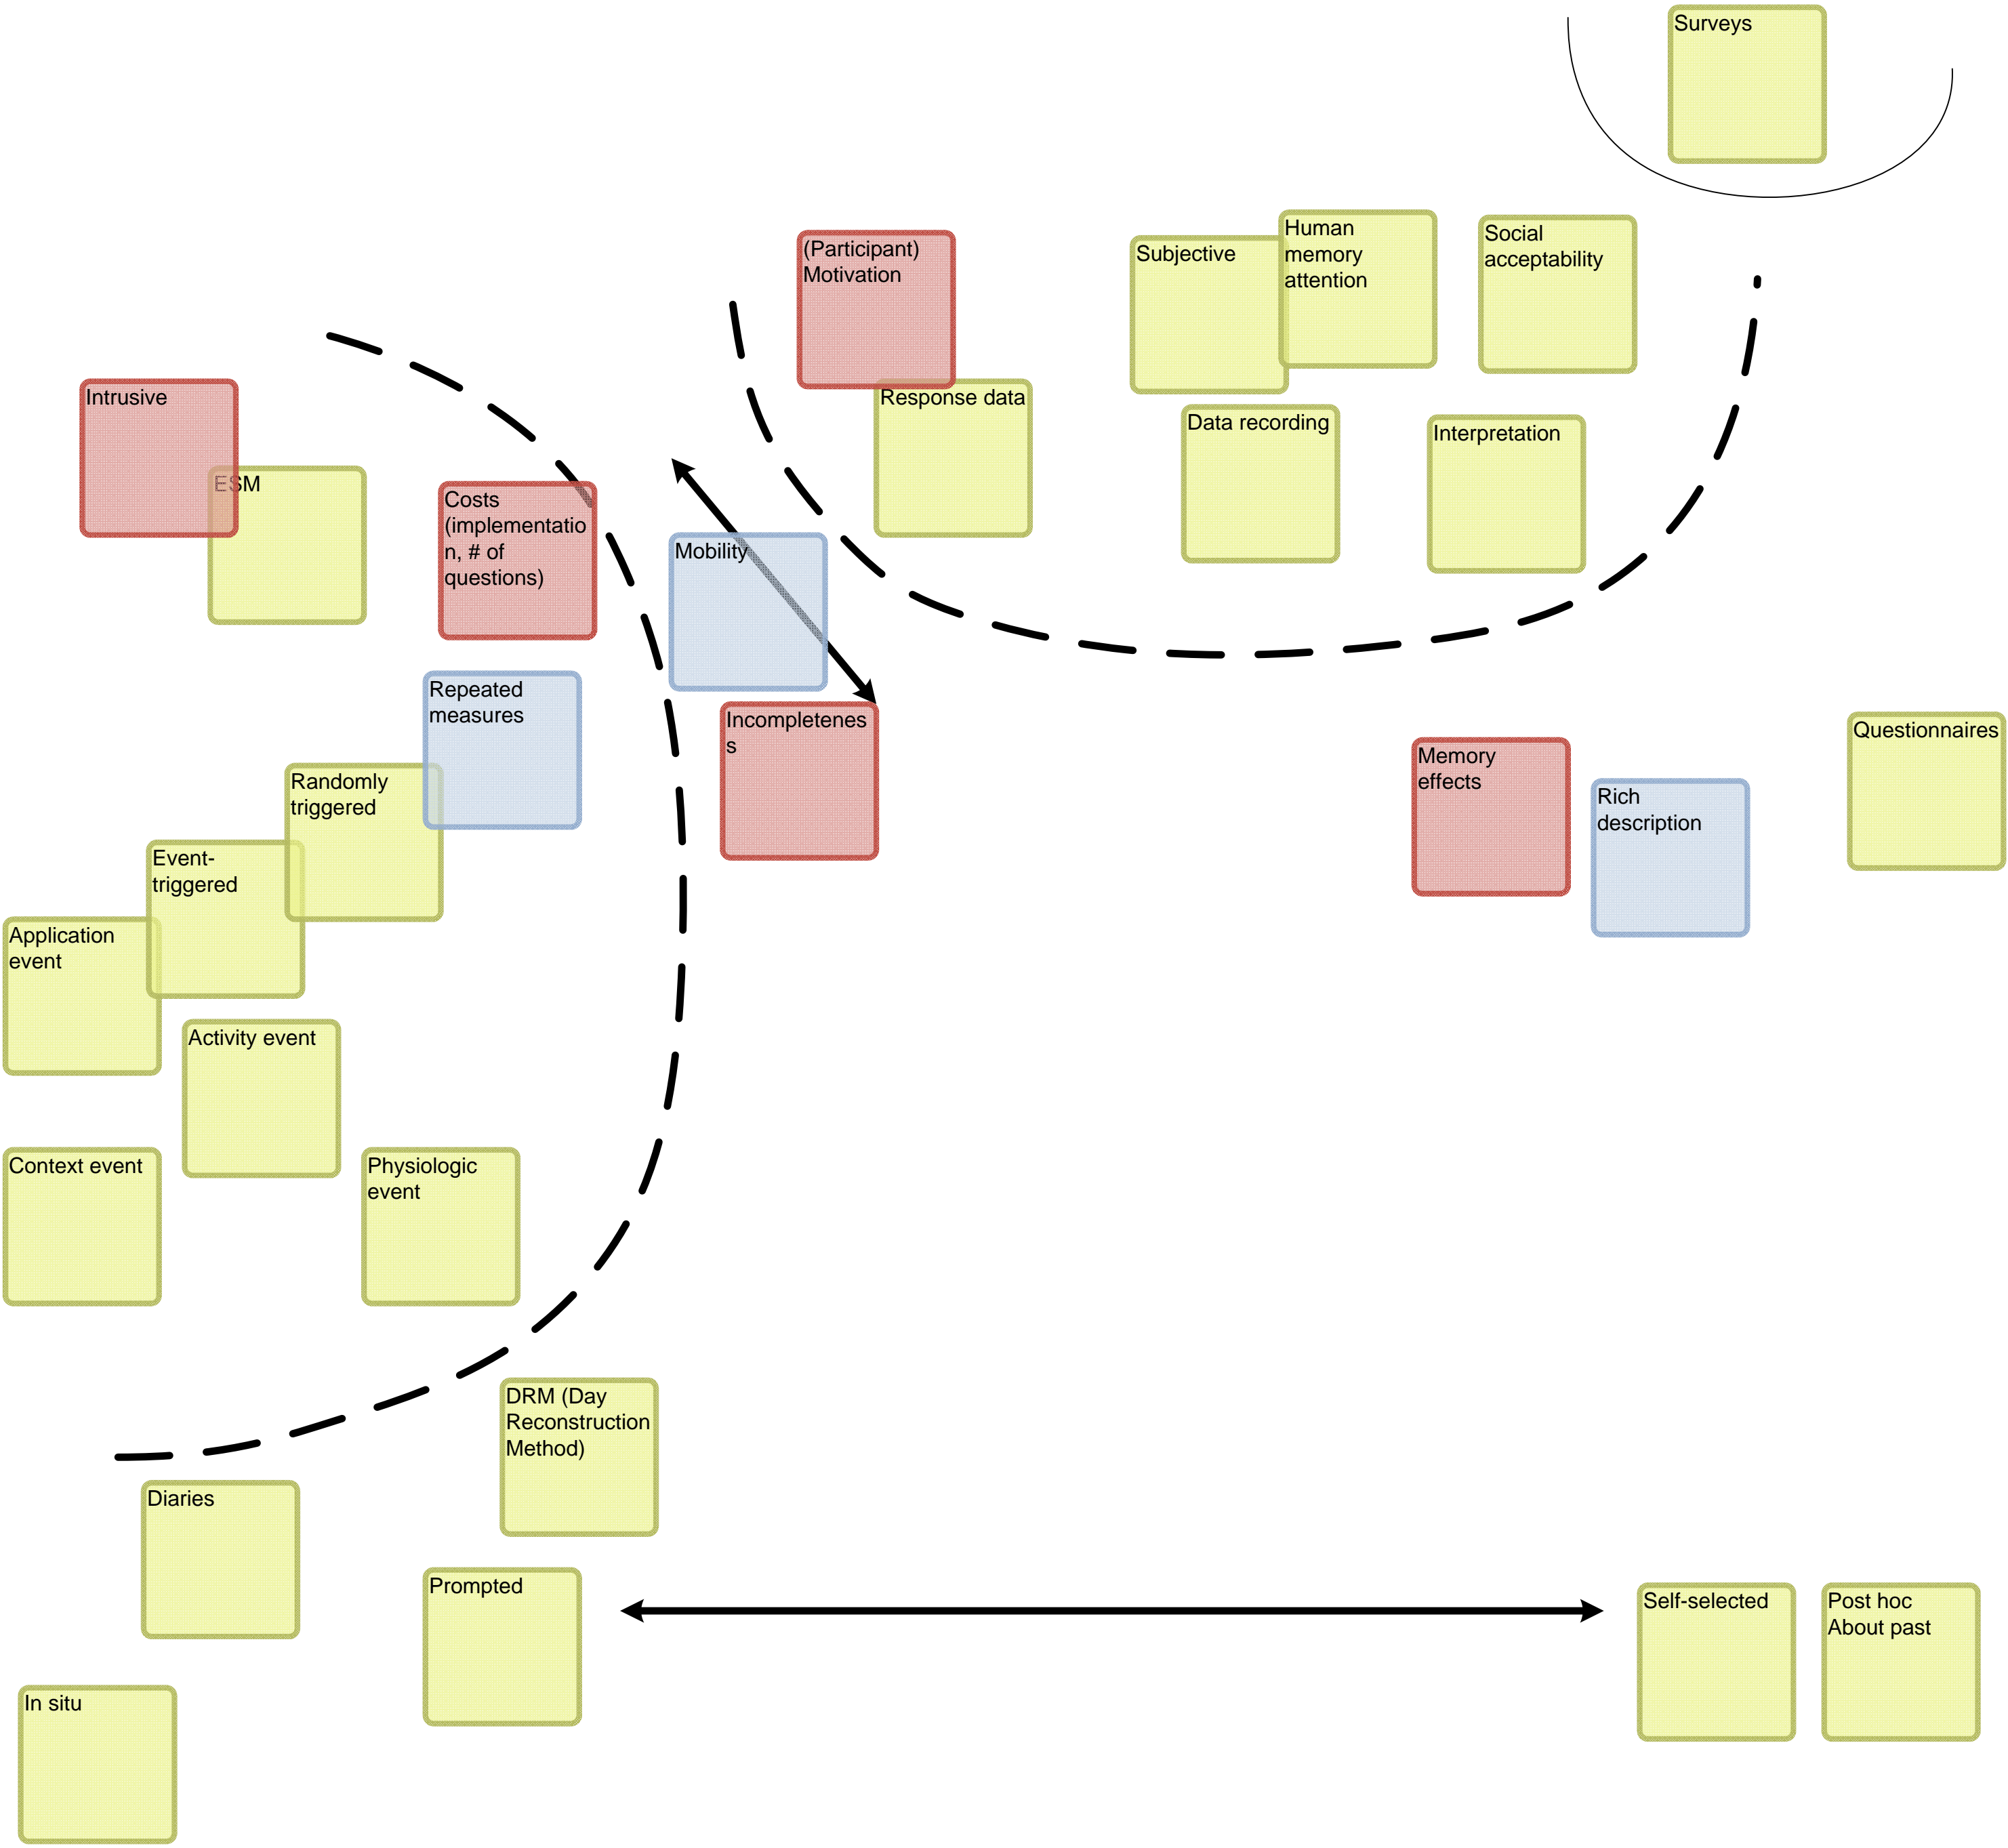 Surveys
(Participant)
Motivation
Subjective
Human
memory
attention
Social
acceptability
Intrusive
ESM
Response data
Data recording
Interpretation
Costs
(implementatio
n, # of
questions)
Mobility
Repeated
measures
Incompletenes
s
Memory
effects
Rich
description
Questionnaires
Randomly
triggered
Event-
triggered
Application
event
Activity event
Context event
Physiologic
event
DRM (Day
Reconstruction
Method)
Diaries
Prompted
Self-selected
Post hoc
About past
In situ